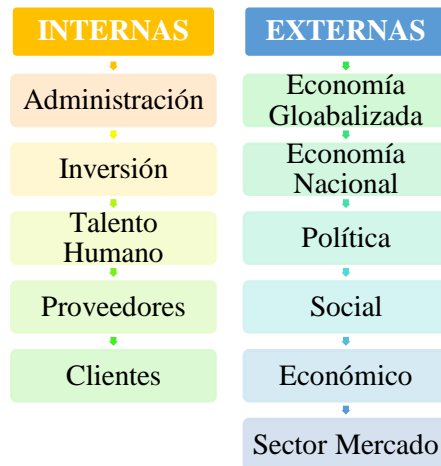 INTERNAS
Administración
Inversión
Talento
Humano
Proveedores
Clientes
EXTERNAS
Economía
Gloabalizada
Economía
Nacional
Política
Social
Económico
Sector Mercado